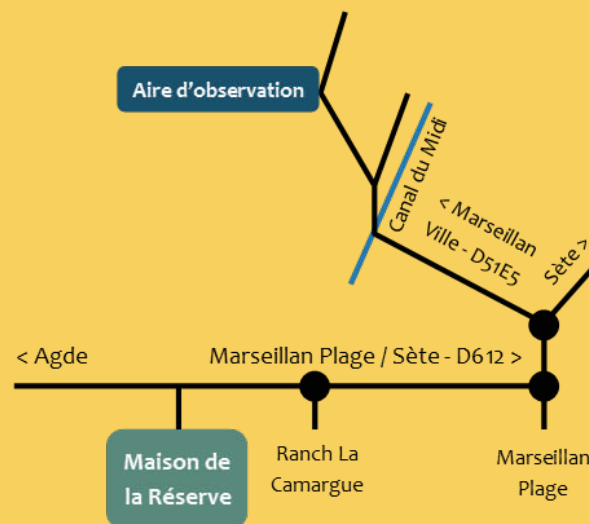 Aire d'observation
Canal du Midi
< Marseillan
Ville - D51E5
Sète >
< Agde
Marseillan Plage / Sète - D612 >
Maison de
la Réserve
Ranch La
Camargue
Marseillan
Plage